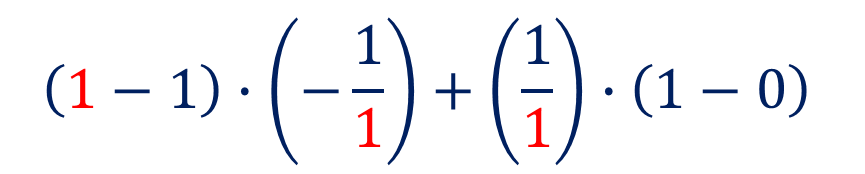 (1 − 1) · (− 1/1) + (1/1) · (1 − 0)